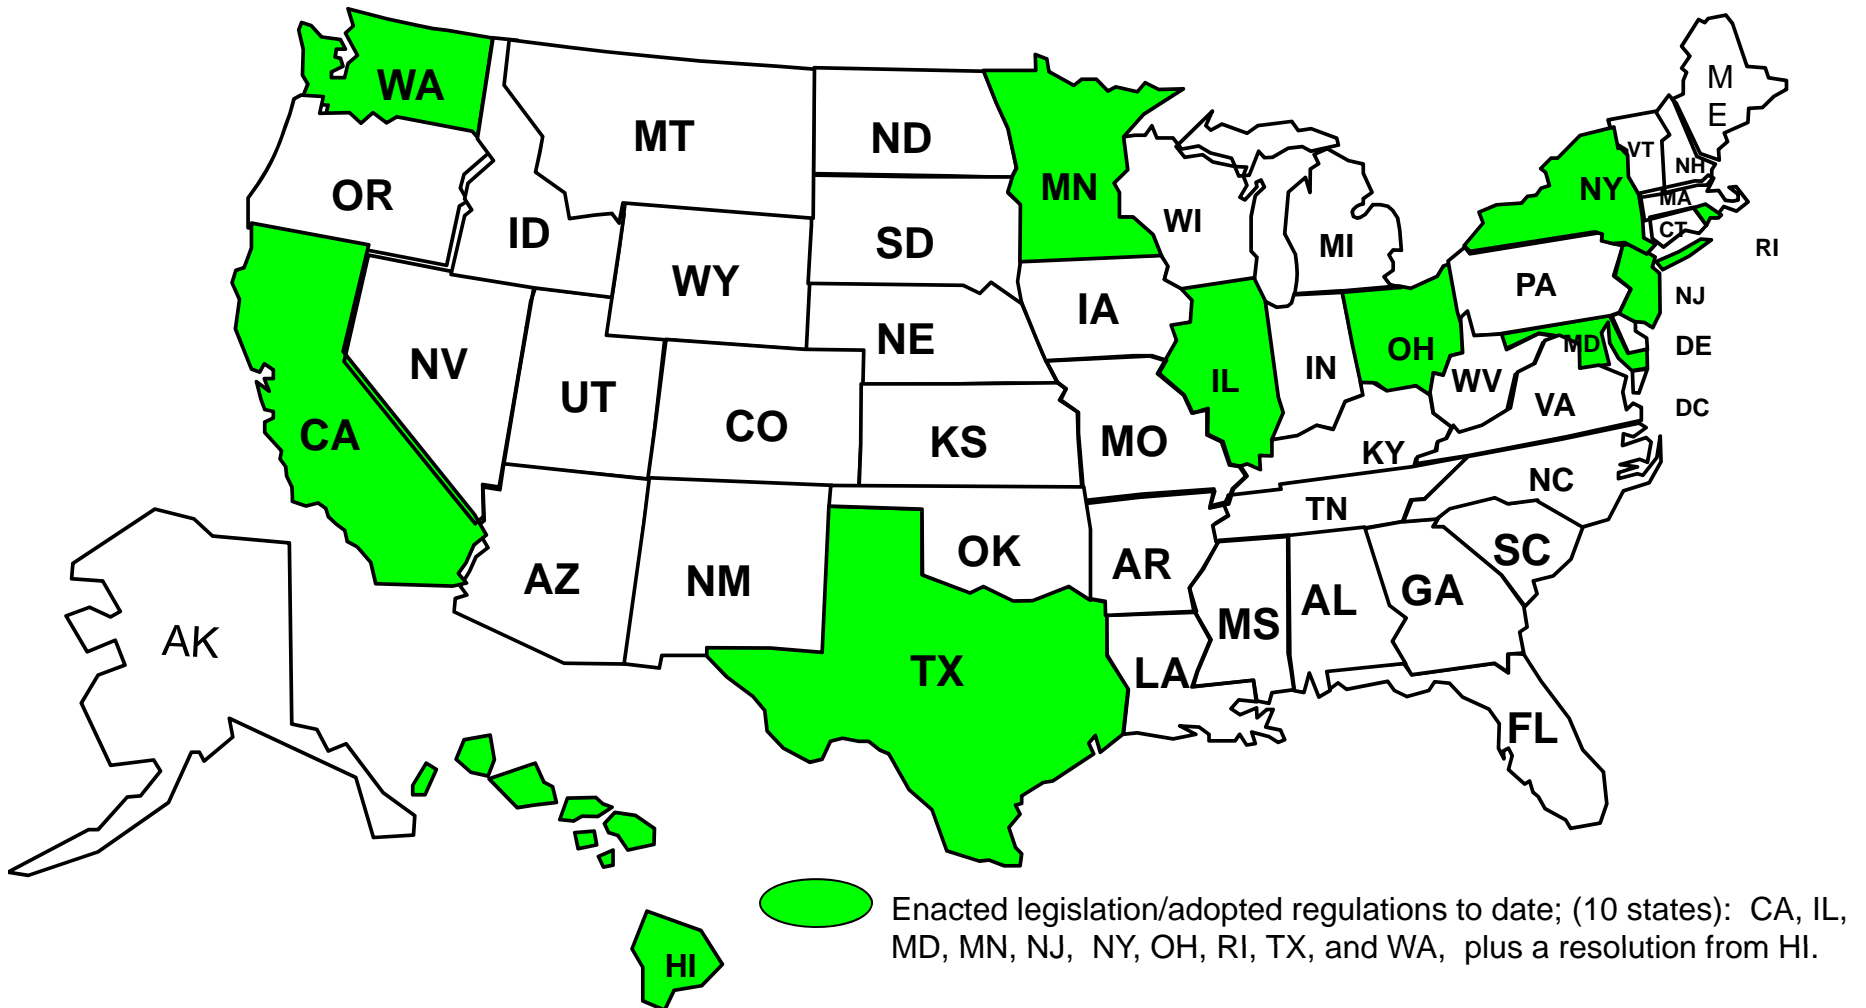 WA
MT
ND
MN
OR
ID
SD
WI
MI
NY
VT
NH
M
E
MA
CT
RI
WY
IA
PA
NJ
NV
NE
IL
IN
OH
MD
DE
UT
CO
WV
VA
DC
CA
KS
MO
KY
NC
TN
AZ
NM
OK
AR
SC
MS
AL
GA
AK
TX
LA
FL
HI
Enacted legislation/adopted regulations to date; (10 states): CA, IL,
MD, MN, NJ, NY, OH, RI, TX, and WA, plus a resolution from HI.